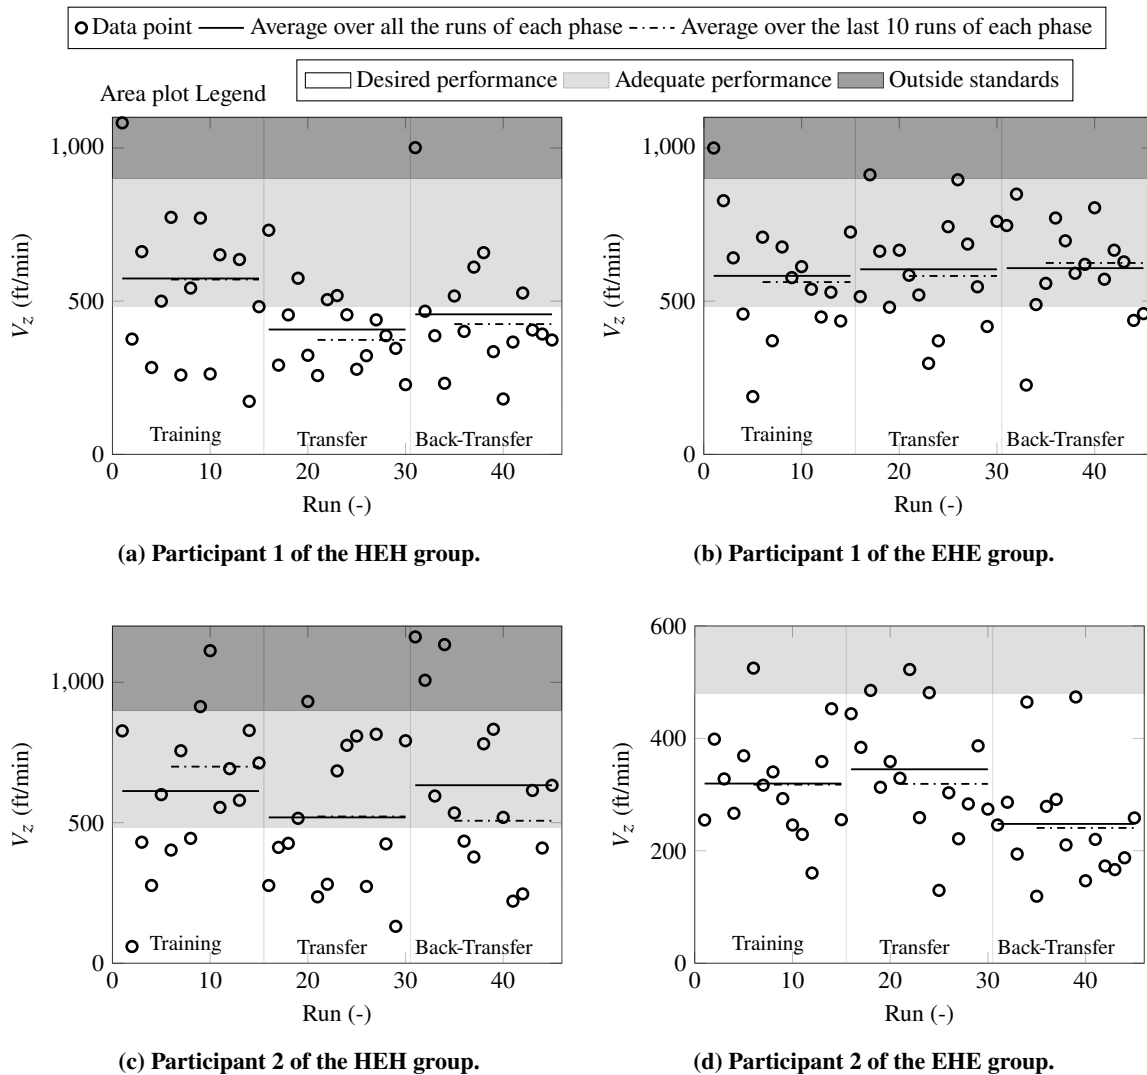 Data point Average over all the runs of each phase Average over the last 10 runs of each phase
Desired performance Adequate performance Outside standards
Area plot Legend
1,000
500
0
V_z (ft/min)
Training Transfer Back-Transfer
0 10 20 30 40
Run (-)
(a) Participant 1 of the HEH group.
1,000
500
0
V_z (ft/min)
Training Transfer Back-Transfer
0 10 20 30 40
Run (-)
(b) Participant 1 of the EHE group.
1,000
500
0
V_z (ft/min)
Training Transfer Back-Transfer
0 10 20 30 40
Run (-)
(c) Participant 2 of the HEH group.
600
400
200
0
V_z (ft/min)
Training Transfer Back-Transfer
0 10 20 30 40
Run (-)
(d) Participant 2 of the EHE group.